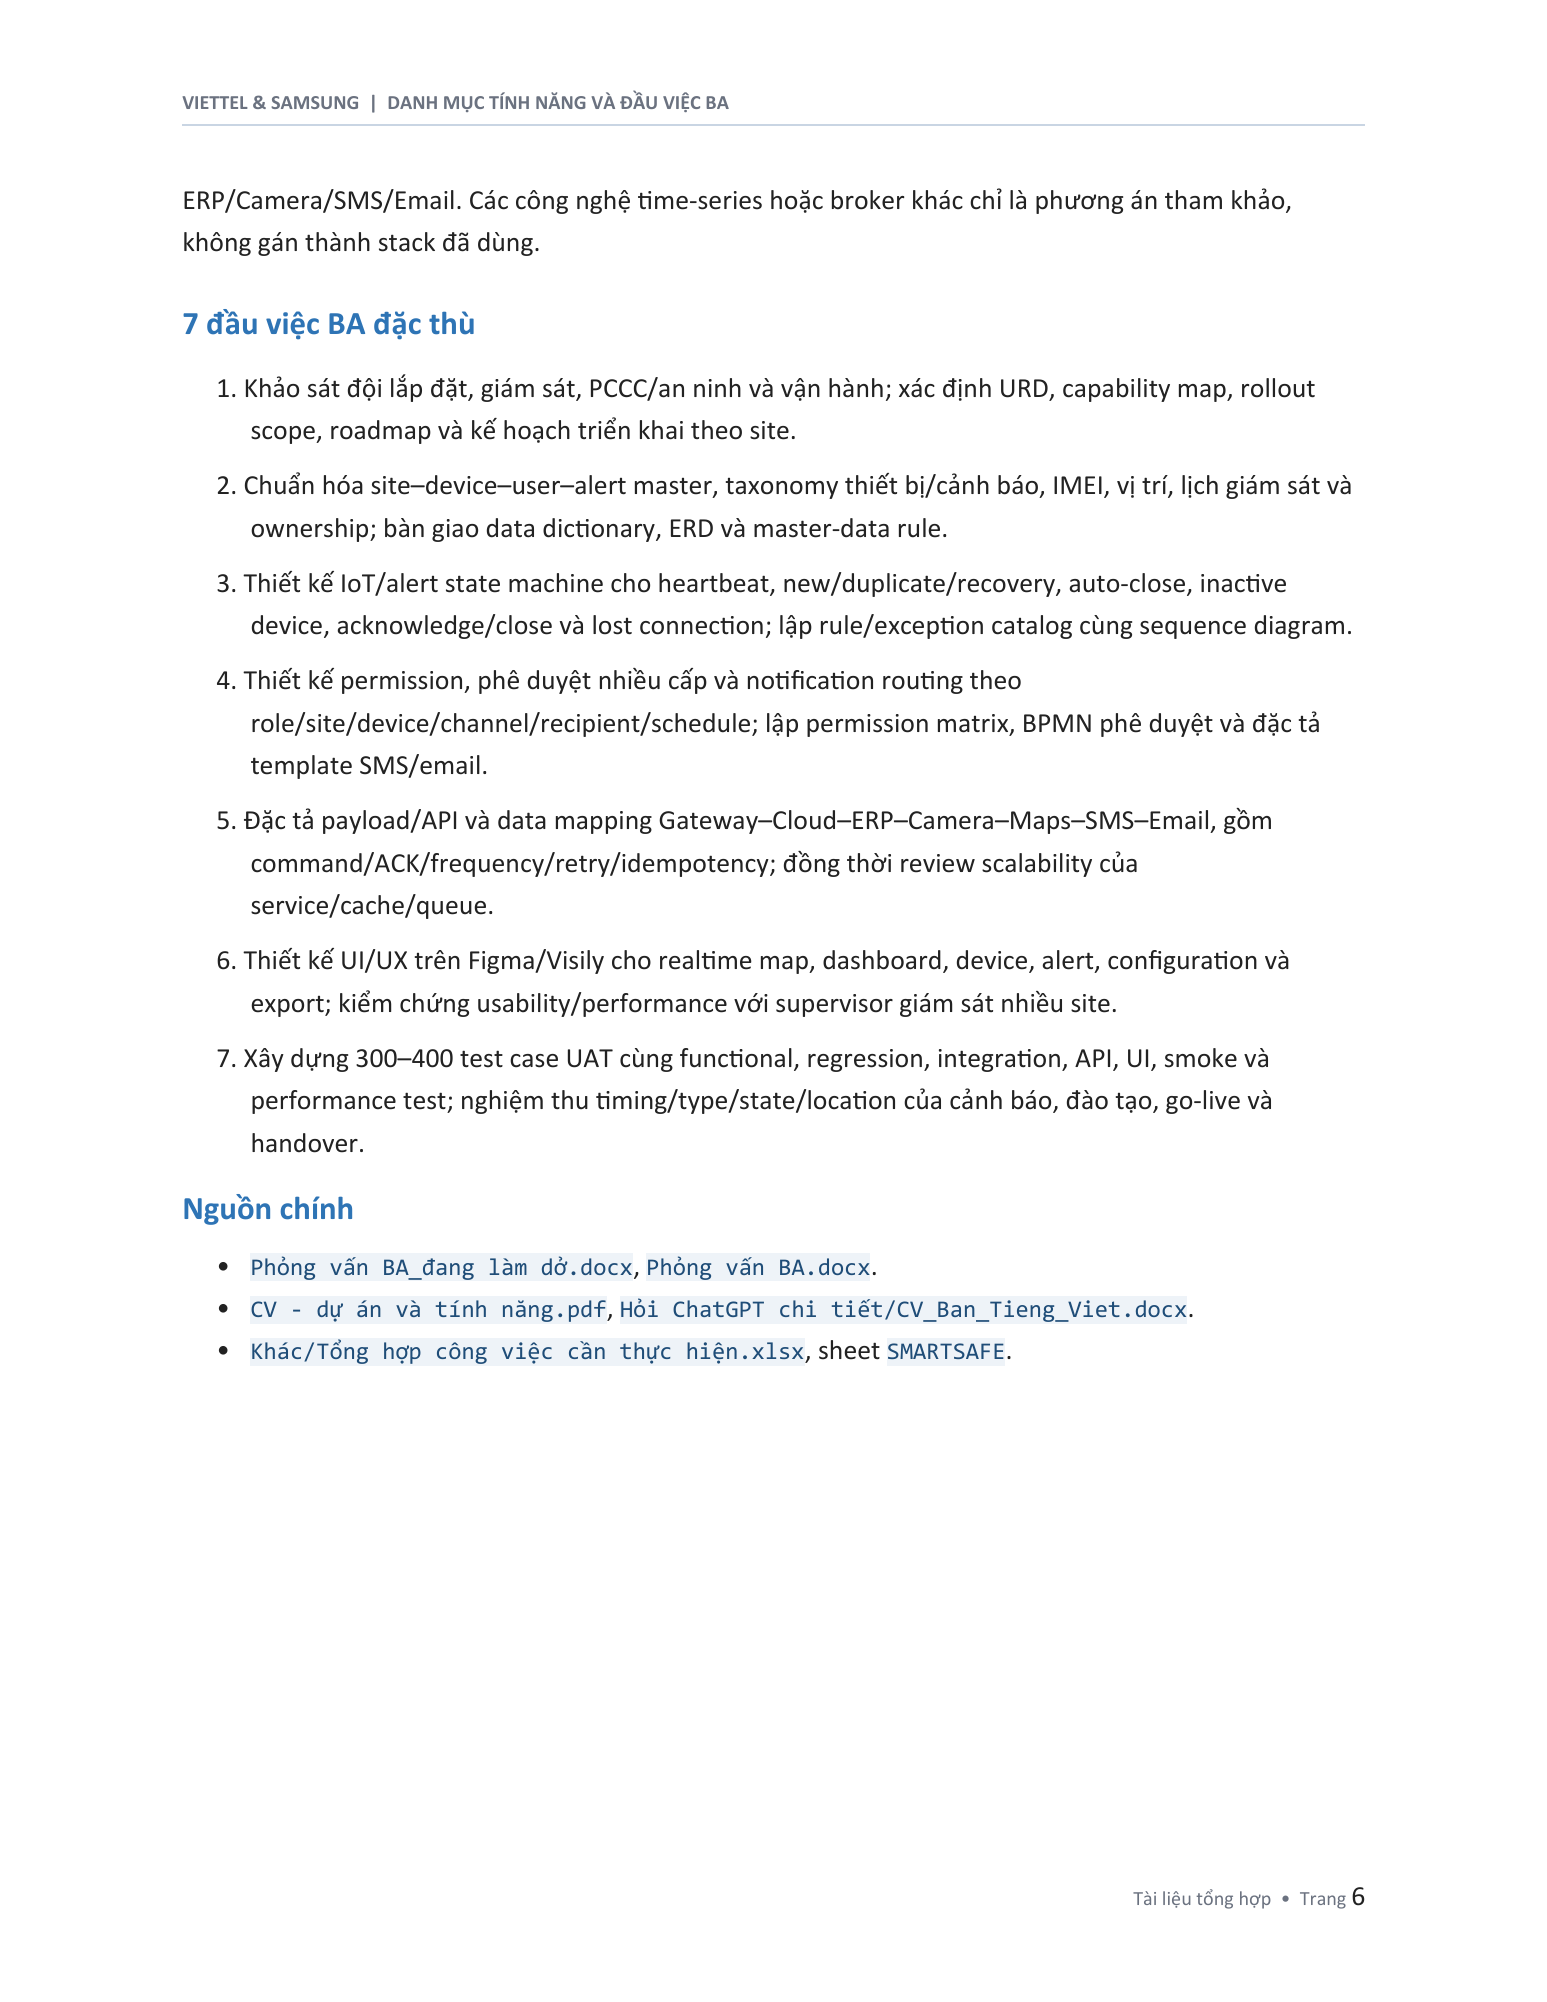 VIETTEL & SAMSUNG | DANH MỤC TÍNH NĂNG VÀ ĐẦU VIỆC BA
ERP/Camera/SMS/Email. Các công nghệ time-series hoặc broker khác chỉ là phương án tham khảo,
không gán thành stack đã dùng.
7 đầu việc BA đặc thù
1. Khảo sát đội lắp đặt, giám sát, PCCC/an ninh và vận hành; xác định URD, capability map, rollout
scope, roadmap và kế hoạch triển khai theo site.
2. Chuẩn hóa site–device–user–alert master, taxonomy thiết bị/cảnh báo, IMEI, vị trí, lịch giám sát và
ownership; bàn giao data dictionary, ERD và master-data rule.
3. Thiết kế IoT/alert state machine cho heartbeat, new/duplicate/recovery, auto-close, inactive
device, acknowledge/close và lost connection; lập rule/exception catalog cùng sequence diagram.
4. Thiết kế permission, phê duyệt nhiều cấp và notification routing theo
role/site/device/channel/recipient/schedule; lập permission matrix, BPMN phê duyệt và đặc tả
template SMS/email.
5. Đặc tả payload/API và data mapping Gateway–Cloud–ERP–Camera–Maps–SMS–Email, gồm
command/ACK/frequency/retry/idempotency; đồng thời review scalability của
service/cache/queue.
6. Thiết kế UI/UX trên Figma/Visily cho realtime map, dashboard, device, alert, configuration và
export; kiểm chứng usability/performance với supervisor giám sát nhiều site.
7. Xây dựng 300–400 test case UAT cùng functional, regression, integration, API, UI, smoke và
performance test; nghiệm thu timing/type/state/location của cảnh báo, đào tạo, go-live và
handover.
Nguồn chính
• Phỏng vấn BA_đang làm dở.docx, Phỏng vấn BA.docx.
• CV - dự án và tính năng.pdf, Hỏi ChatGPT chi tiết/CV_Ban_Tieng_Viet.docx.
• Khác/Tổng hợp công việc cần thực hiện.xlsx, sheet SMARTSAFE.
Tài liệu tổng hợp • Trang 6